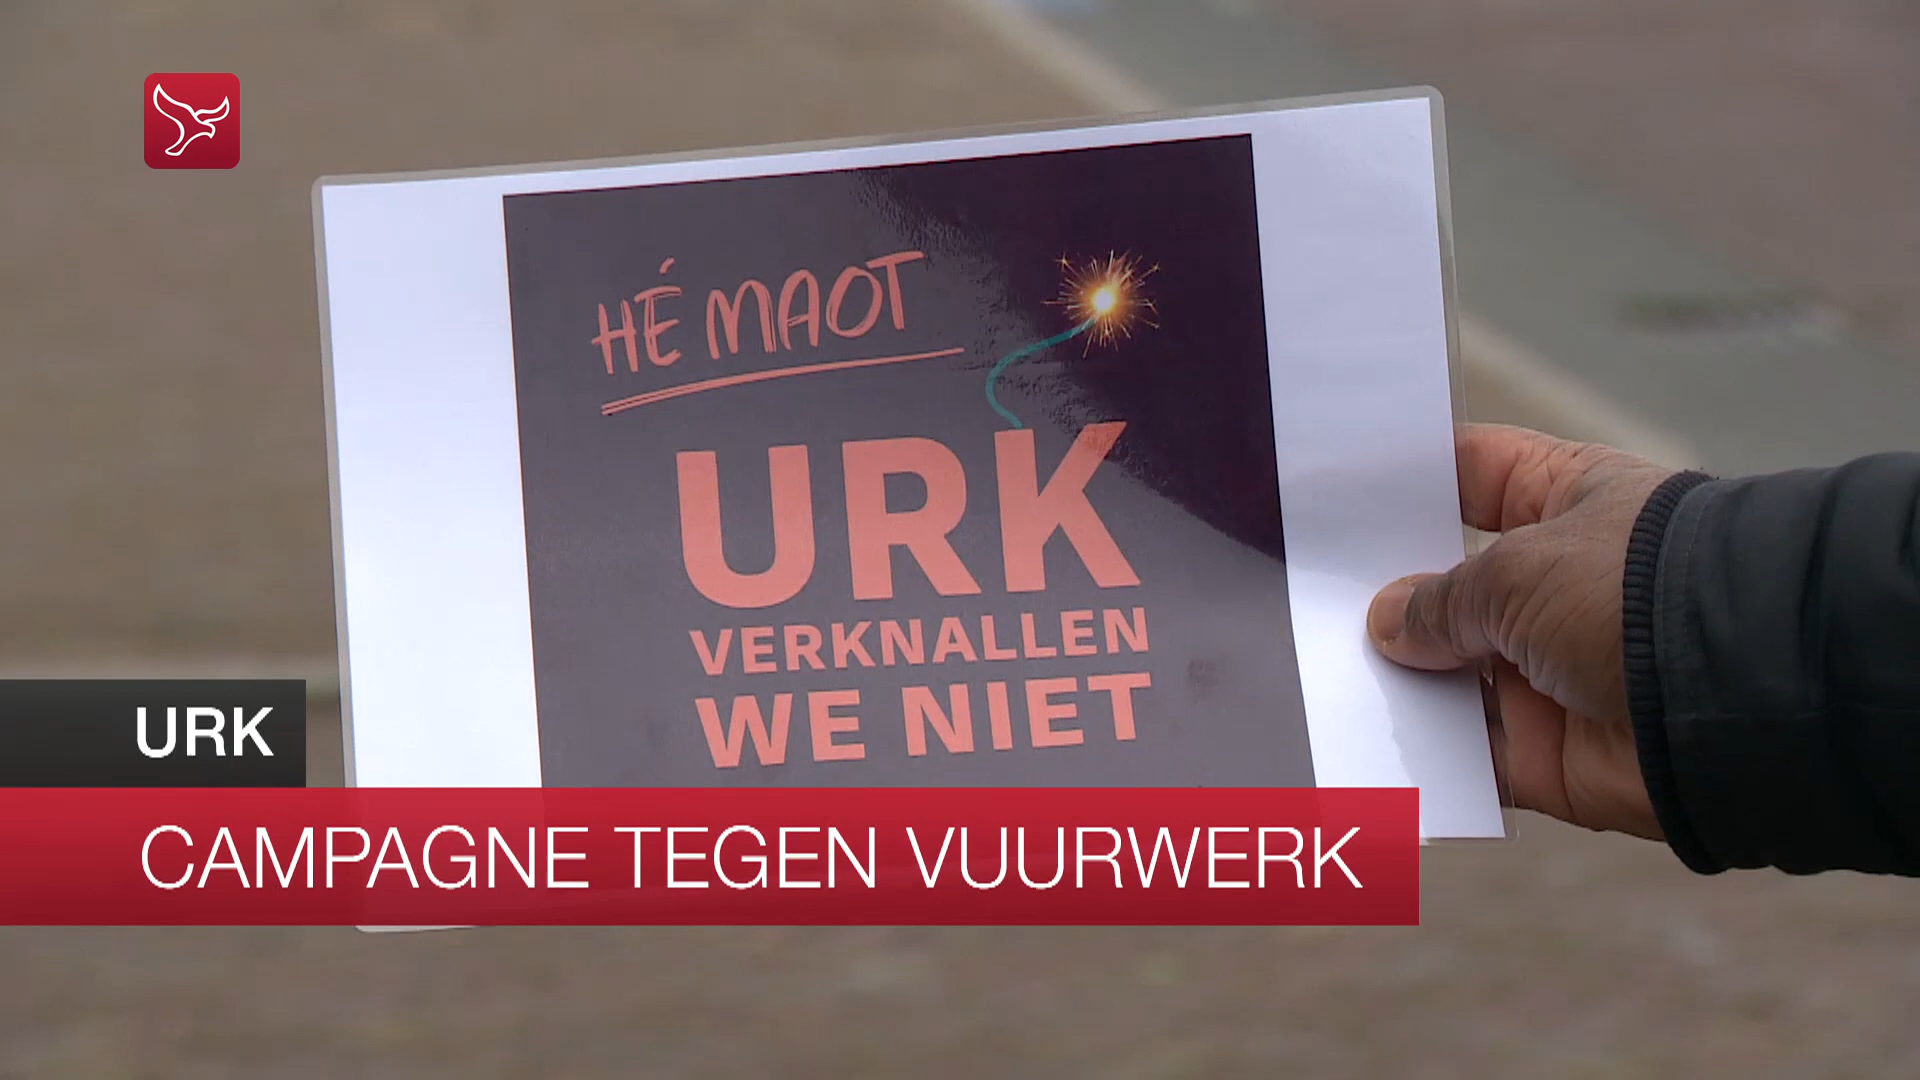 HÉ MAOT
URK
VERKNALLEN
WE NIET
URK
CAMPAGNE TEGEN VUURWERK